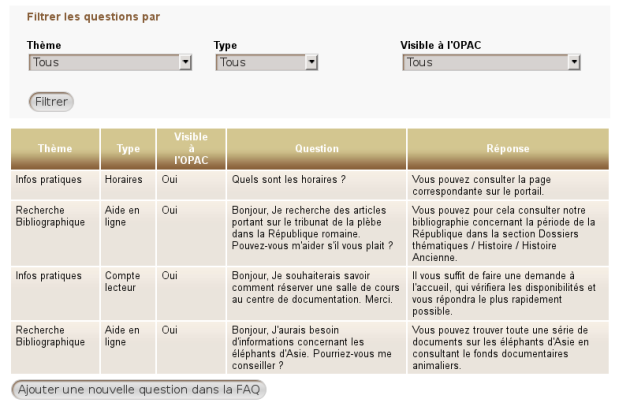 Filtrer les questions par
Thème Type Visible à l'OPAC
Tous Tous Tous
Filtrer
Thème Type Visible à l'OPAC Question Réponse
Infos pratiques Horaires Oui Quels sont les horaires ? Vous pouvez consulter la page
correspondante sur le portail.
Recherche Aide en Oui Bonjour, Je recherche des articles Vous pouvez pour cela consulter notre
Bibliographique ligne portant sur le tribunat de la plèbe bibliographie concernant la période de la
dans la République romaine. République dans la section Dossiers
Pouvez-vous m'aider s'il vous plait ? thématiques / Histoire / Histoire
Ancienne.
Infos pratiques Compte Oui Bonjour, Je souhaiterais savoir Il vous suffit de faire une demande à
lecteur comment réserver une salle de cours l'accueil, qui vérifiera les disponibilités et
au centre de documentation. Merci. vous répondra le plus rapidement
possible.
Recherche Aide en Oui Bonjour, J'aurais besoin Vous pouvez trouver toute une série de
Bibliographique ligne d'informations concernant les documents sur les éléphants d'Asie en
éléphants d'Asie. Pourriez-vous me consultant le fonds documentaires
conseiller ? animaliers.
Ajouter une nouvelle question dans la FAQ